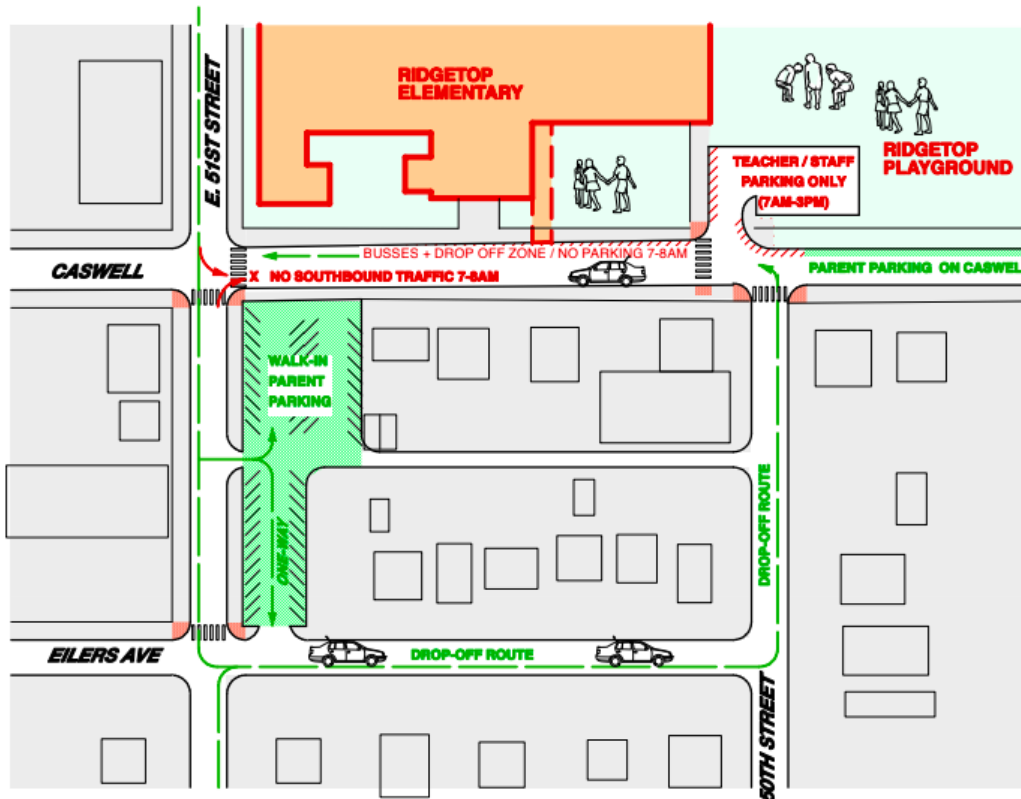 E. 51ST STREET
RIDGETOP
ELEMENTARY
RIDGETOP
PLAYGROUND
TEACHER / STAFF
PARKING ONLY
(7AM-3PM)
BUSSES + DROP OFF ZONE / NO PARKING 7-8AM
CASWELL
X NO SOUTHBOUND TRAFFIC 7-8AM
PARENT PARKING ON CASWEL
WALK-IN
PARENT
PARKING
ONE-WAY
DROP-OFF ROUTE
EILERS AVE
DROP-OFF ROUTE
50TH STREET